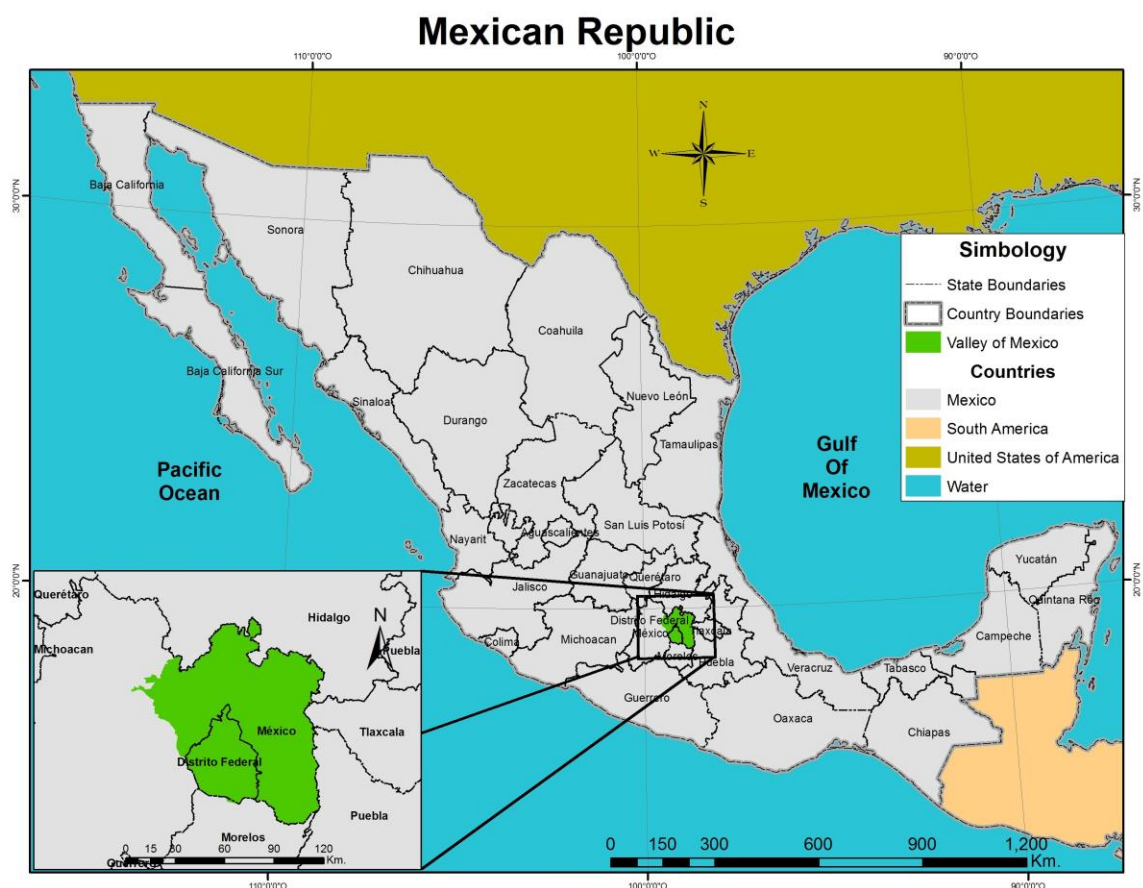 Mexican Republic
110°0'0"O
100°0'0"O
90°0'0"O
30°0'0"N
30°0'0"N
N
W
E
S
Baja California
Sonora
Chihuahua
Coahuila
Baja California Sur
Sinaloa
Durango
Nuevo León
Tamaulipas
Zacatecas
San Luis Potosí
Aguascalientes
Nayarit
Guanajuato
Querétaro
Jalisco
Hidalgo
Distrito Federal
México
Tlaxcala
Michoacan
Colima
Morelos
Puebla
Veracruz
Guerrero
Oaxaca
Tabasco
Chiapas
Campeche
Yucatán
Quintana Roo
Pacific
Ocean
Gulf
Of
Mexico
Simbology
State Boundaries
Country Boundaries
Valley of Mexico
Countries
Mexico
South America
United States of America
Water
20°0'0"N
20°0'0"N
Querétaro
Michoacan
Hidalgo
N
Puebla
México
Tlaxcala
Distrito Federal
Puebla
Morelos
Guerrero
0 15 30 60 90 120
Km.
0 150 300 600 900 1,200
Km.
110°0'0"O
100°0'0"O
90°0'0"O